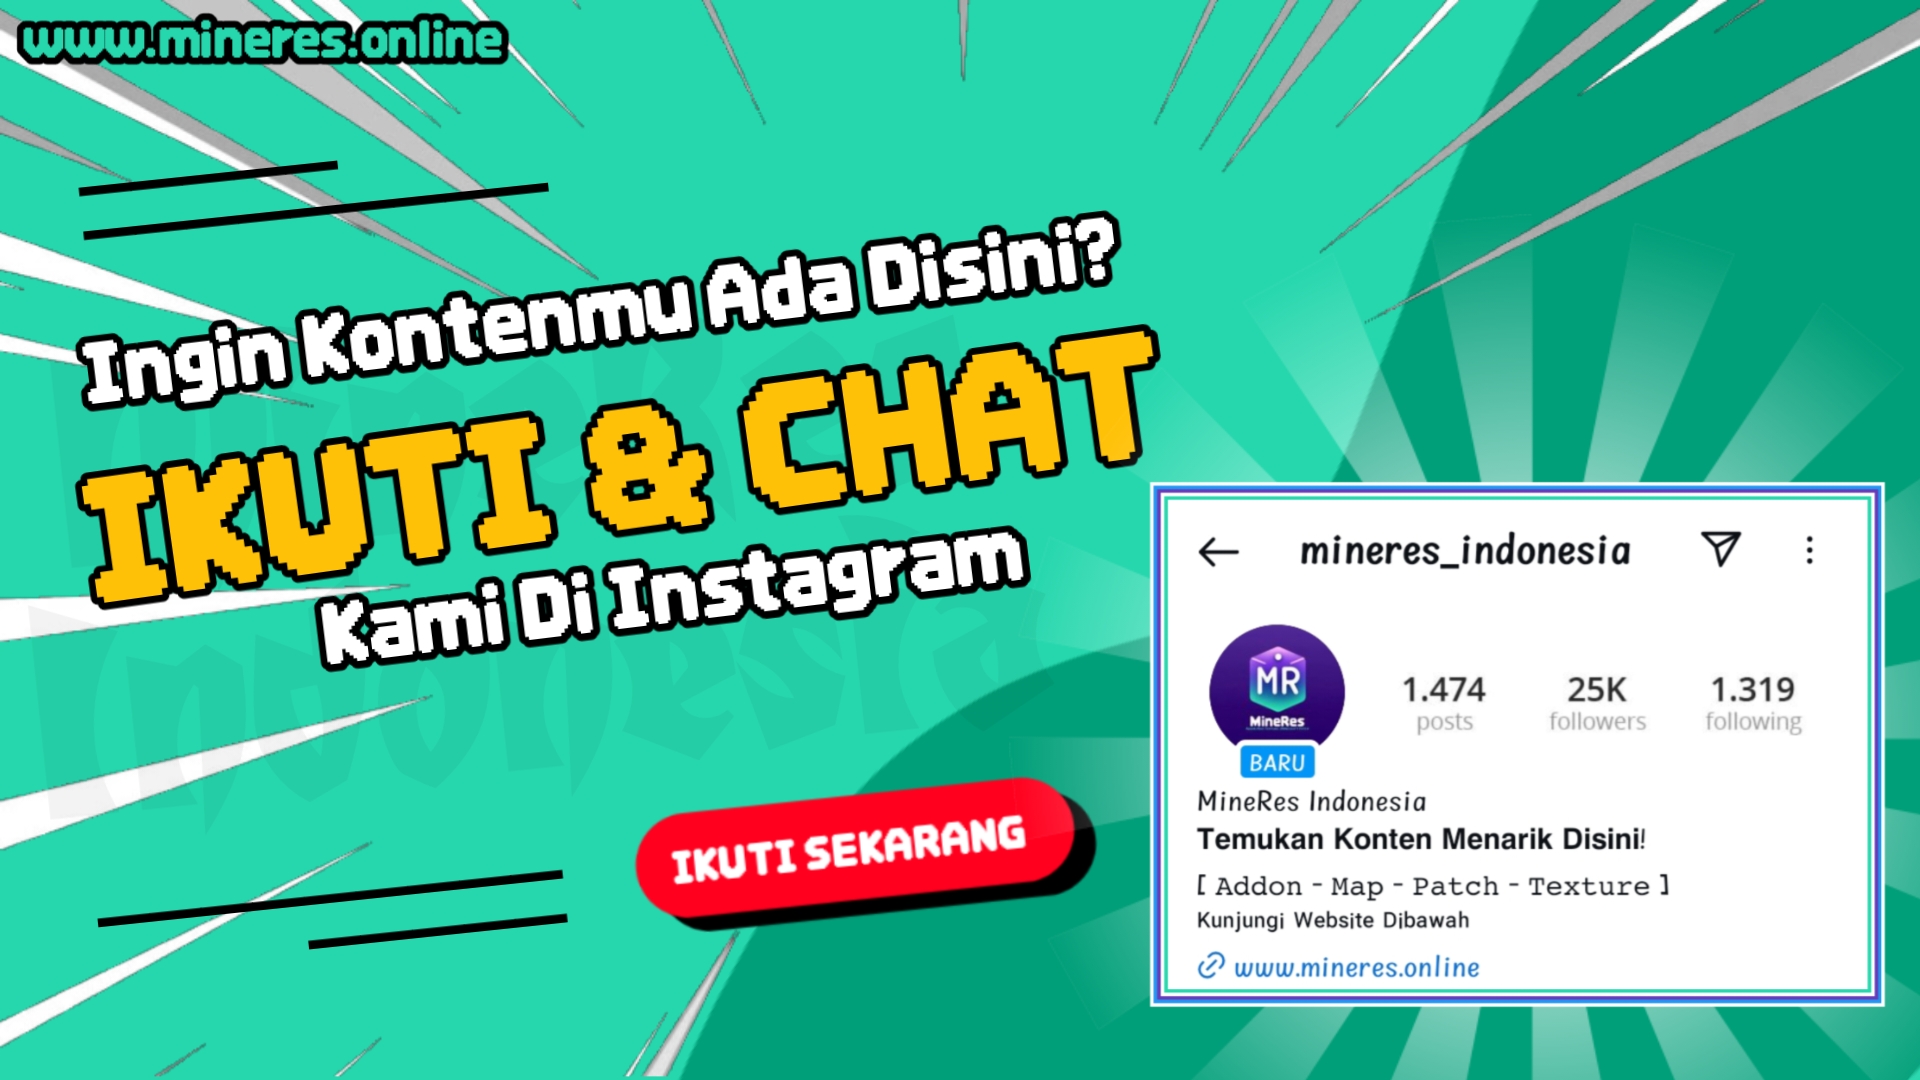 www.mineres.online
Ingin Kontenmu Ada Disini?
IKUTI & CHAT
Kami Di Instagram
IKUTI SEKARANG
mineres_indonesia
MR
MineRes
BARU
1.474 25K 1.319
posts followers following
MineRes Indonesia
Temukan Konten Menarik Disini!
[ Addon - Map - Patch - Texture ]
Kunjungi Website Dibawah
www.mineres.online
MineRes
Indonesia